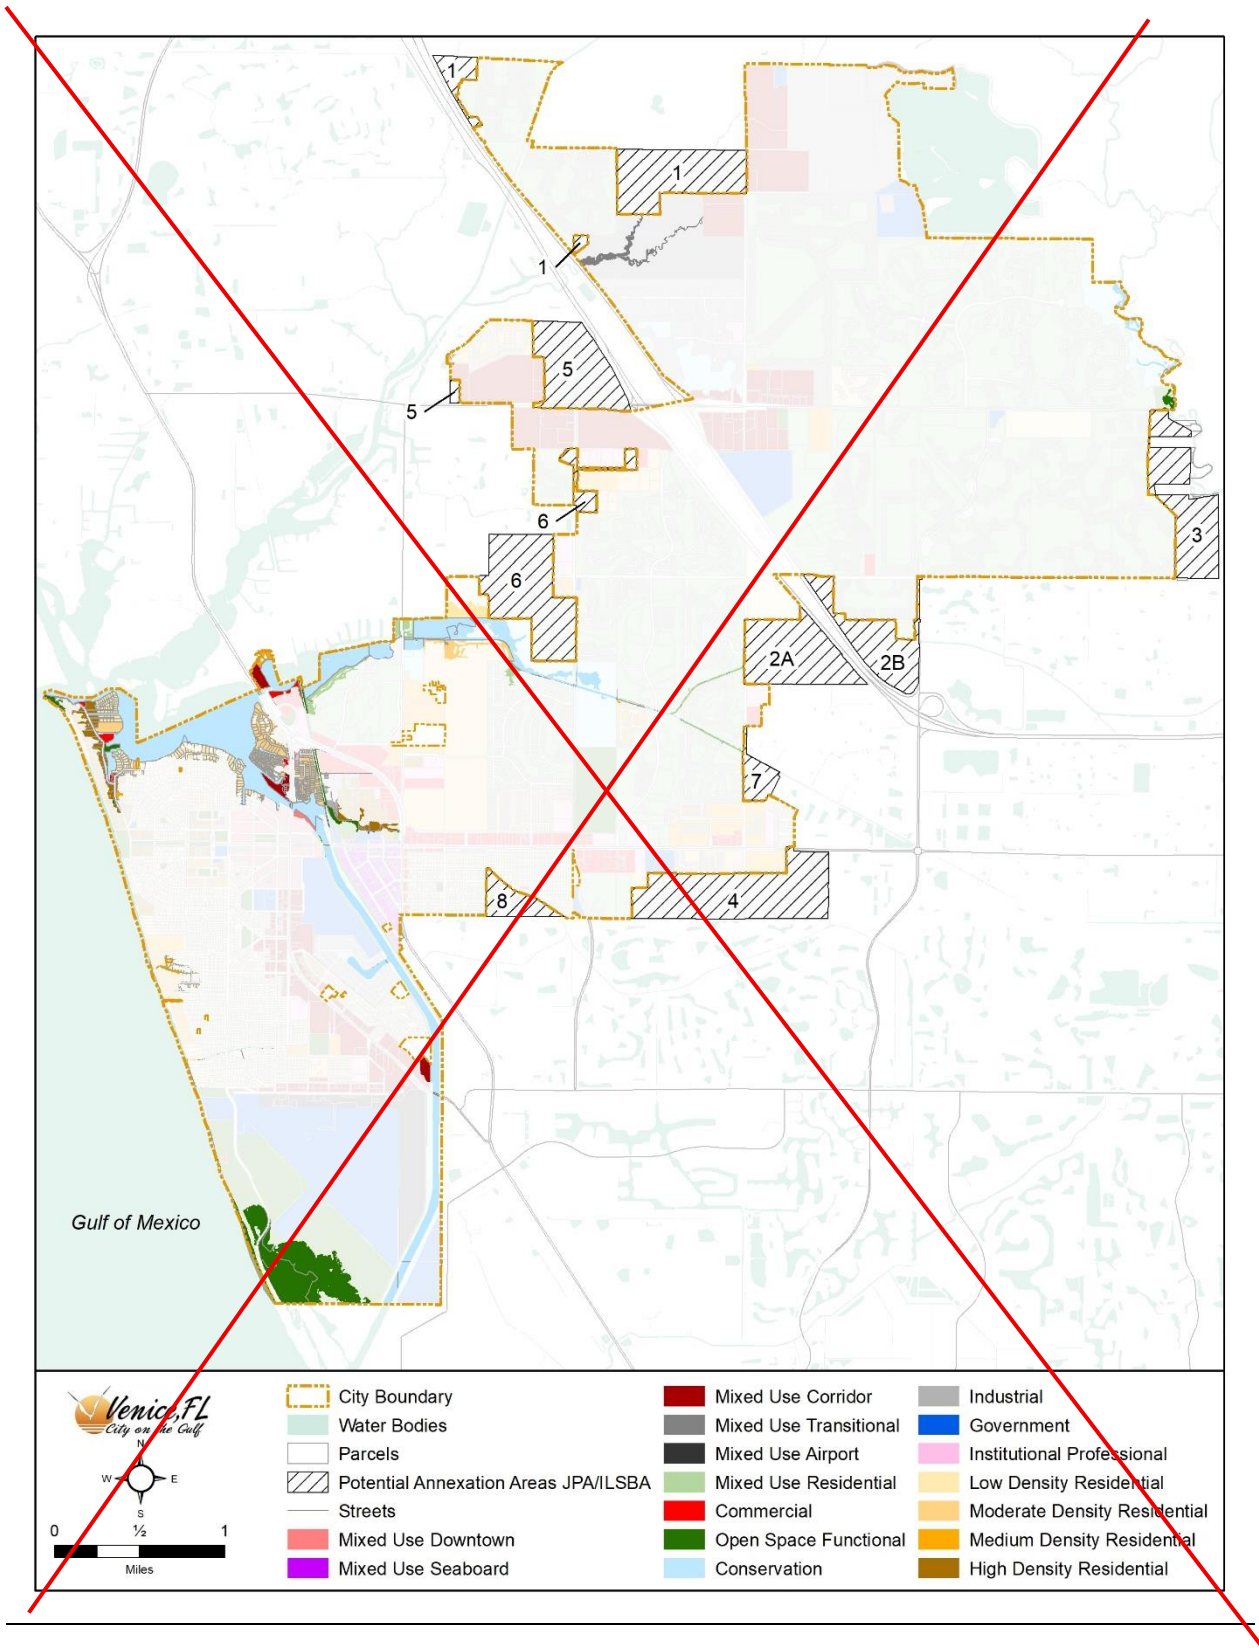 1
1
1
5
5
6
6
3
2A
2B
7
8
4
Gulf of Mexico
Venice, FL
City on the Gulf
N
W
E
S
0
½
1
Miles
City Boundary
Water Bodies
Parcels
Potential Annexation Areas JPA/ILSBA
Streets
Mixed Use Downtown
Mixed Use Seaboard
Mixed Use Corridor
Mixed Use Transitional
Mixed Use Airport
Mixed Use Residential
Commercial
Open Space Functional
Conservation
Industrial
Government
Institutional Professional
Low Density Residential
Moderate Density Residential
Medium Density Residential
High Density Residential